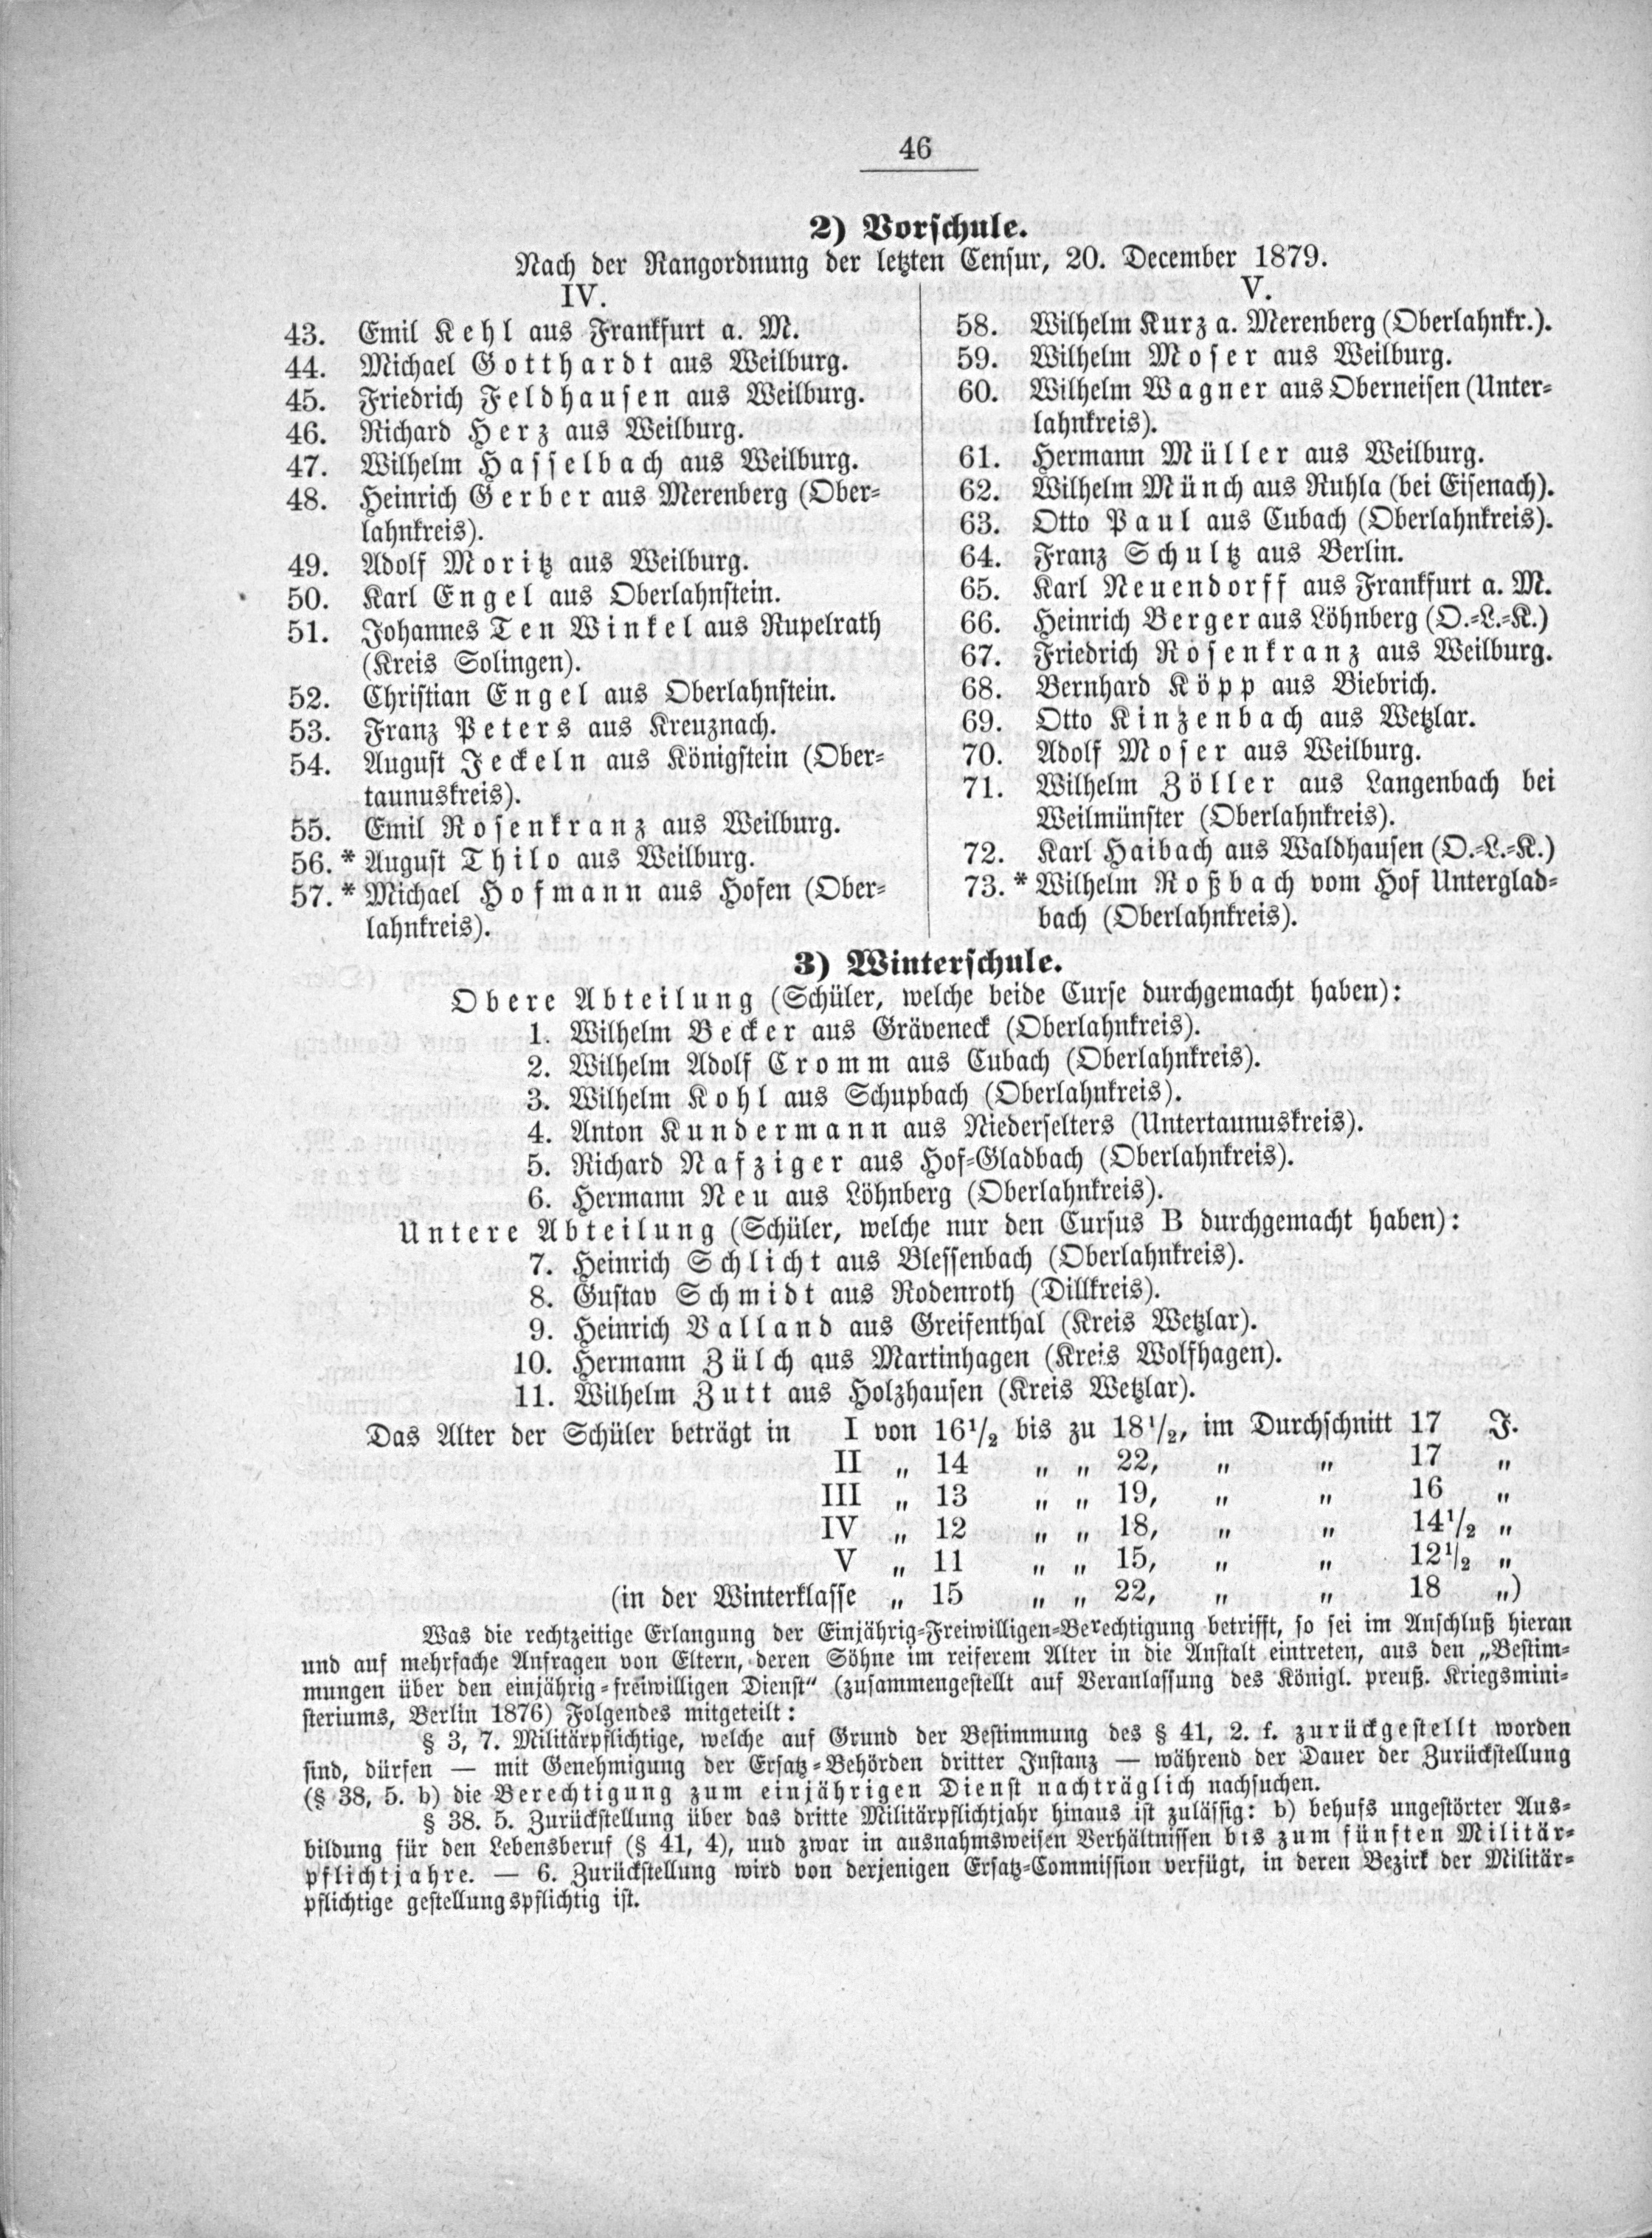 46
2) Vorschule.
Nach der Rangordnung der letzten Censur, 20. December 1879.
IV.
43. Emil Kehl aus Frankfurt a. M.
44. Michael Gotthardt aus Weilburg.
45. Friedrich Feldhausen aus Weilburg.
46. Richard Herz aus Weilburg.
47. Wilhelm Hasselbach aus Weilburg.
48. Heinrich Gerber aus Merenberg (Ober-
lahnkreis).
49. Adolf Moritz aus Weilburg.
50. Karl Engel aus Oberlahnstein.
51. Johannes Ten Winkel aus Rupelrath
(Kreis Solingen).
52. Christian Engel aus Oberlahnstein.
53. Franz Peters aus Kreuznach.
54. August Jeckeln aus Königstein (Ober-
taunuskreis).
55. Emil Rosenkranz aus Weilburg.
56. * August Thilo aus Weilburg.
57. * Michael Hofmann aus Hofen (Ober-
lahnkreis).
V.
58. Wilhelm Kurz a. Merenberg (Oberlahnkr.).
59. Wilhelm Moser aus Weilburg.
60. Wilhelm Wagner aus Oberneisen (Unter-
lahnkreis).
61. Hermann Müller aus Weilburg.
62. Wilhelm Münch aus Ruhla (bei Eisenach).
63. Otto Paul aus Cubach (Oberlahnkreis).
64. Franz Schultz aus Berlin.
65. Karl Neuendorff aus Frankfurt a. M.
66. Heinrich Berger aus Löhnberg (O.-L.-K.)
67. Friedrich Rosenkranz aus Weilburg.
68. Bernhard Köpp aus Biebrich.
69. Otto Kinzenbach aus Wetzlar.
70. Adolf Moser aus Weilburg.
71. Wilhelm Zöller aus Langenbach bei
Weilmünster (Oberlahnkreis).
72. Karl Haibach aus Waldhausen (O.-L.-K.)
73. * Wilhelm Roßbach vom Hof Unterglad-
bach (Oberlahnkreis).
3) Winterschule.
Obere Abteilung (Schüler, welche beide Curse durchgemacht haben):
1. Wilhelm Becker aus Gräveneck (Oberlahnkreis).
2. Wilhelm Adolf Cromm aus Cubach (Oberlahnkreis).
3. Wilhelm Kohl aus Schupbach (Oberlahnkreis).
4. Anton Kundermann aus Niederselters (Untertaunuskreis).
5. Richard Nafziger aus Hof-Gladbach (Oberlahnkreis).
6. Hermann Neu aus Löhnberg (Oberlahnkreis).
Untere Abteilung (Schüler, welche nur den Cursus B durchgemacht haben):
7. Heinrich Schlicht aus Blessenbach (Oberlahnkreis).
8. Gustav Schmidt aus Rodenroth (Dillkreis).
9. Heinrich Valland aus Greifenthal (Kreis Wetzlar).
10. Hermann Zülch aus Martinhagen (Kreis Wolfhagen).
11. Wilhelm Zutt aus Holzhausen (Kreis Wetzlar).
Das Alter der Schüler beträgt in I von 16 1/2 bis zu 18 1/2, im Durchschnitt 17 J.
II „ 14 „ „ 22, „ „ 17 „
III „ 13 „ „ 19, „ „ 16 „
IV „ 12 „ „ 18, „ „ 14 1/2 „
V „ 11 „ „ 15, „ „ 12 1/2 „
(in der Winterklasse „ 15 „ „ 22, „ „ 18 „)
Was die rechtzeitige Erlangung der Einjährig-Freiwilligen-Berechtigung betrifft, so sei im Anschluß hieran
und auf mehrfache Anfragen von Eltern, deren Söhne im reiferem Alter in die Anstalt eintreten, aus den „Bestim-
mungen über den einjährig-freiwilligen Dienst“ (zusammengestellt auf Veranlassung des Königl. preuß. Kriegsmini-
steriums, Berlin 1876) Folgendes mitgeteilt:
§ 3, 7. Militärpflichtige, welche auf Grund der Bestimmung des § 41, 2. f. zurückgestellt worden
sind, dürfen — mit Genehmigung der Ersatz-Behörden dritter Instanz — während der Dauer der Zurückstellung
(§ 38, 5. b) die Berechtigung zum einjährigen Dienst nachträglich nachsuchen.
§ 38. 5. Zurückstellung über das dritte Militärpflichtjahr hinaus ist zulässig: b) behufs ungestörter Aus-
bildung für den Lebensberuf (§ 41, 4), und zwar in ausnahmsweisen Verhältnissen bis zum fünften Militär-
pflichtjahre. — 6. Zurückstellung wird von derjenigen Ersatz-Commission verfügt, in deren Bezirk der Militär-
pflichtige gestellungspflichtig ist.